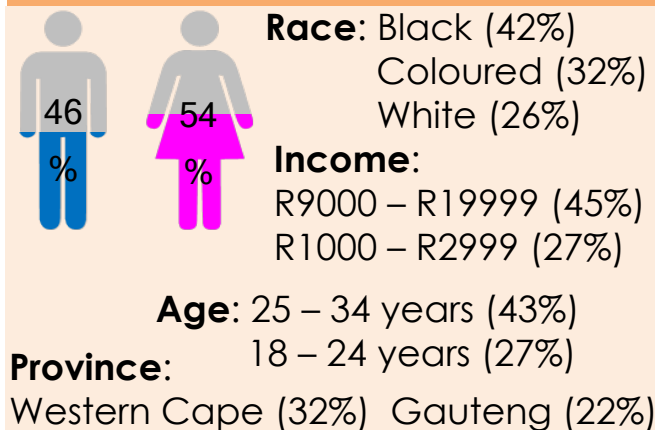 46
%
54
%
Race: Black (42%)
Coloured (32%)
White (26%)
Income:
R9000 – R19999 (45%)
R1000 – R2999 (27%)
Age: 25 – 34 years (43%)
18 – 24 years (27%)
Province:
Western Cape (32%) Gauteng (22%)